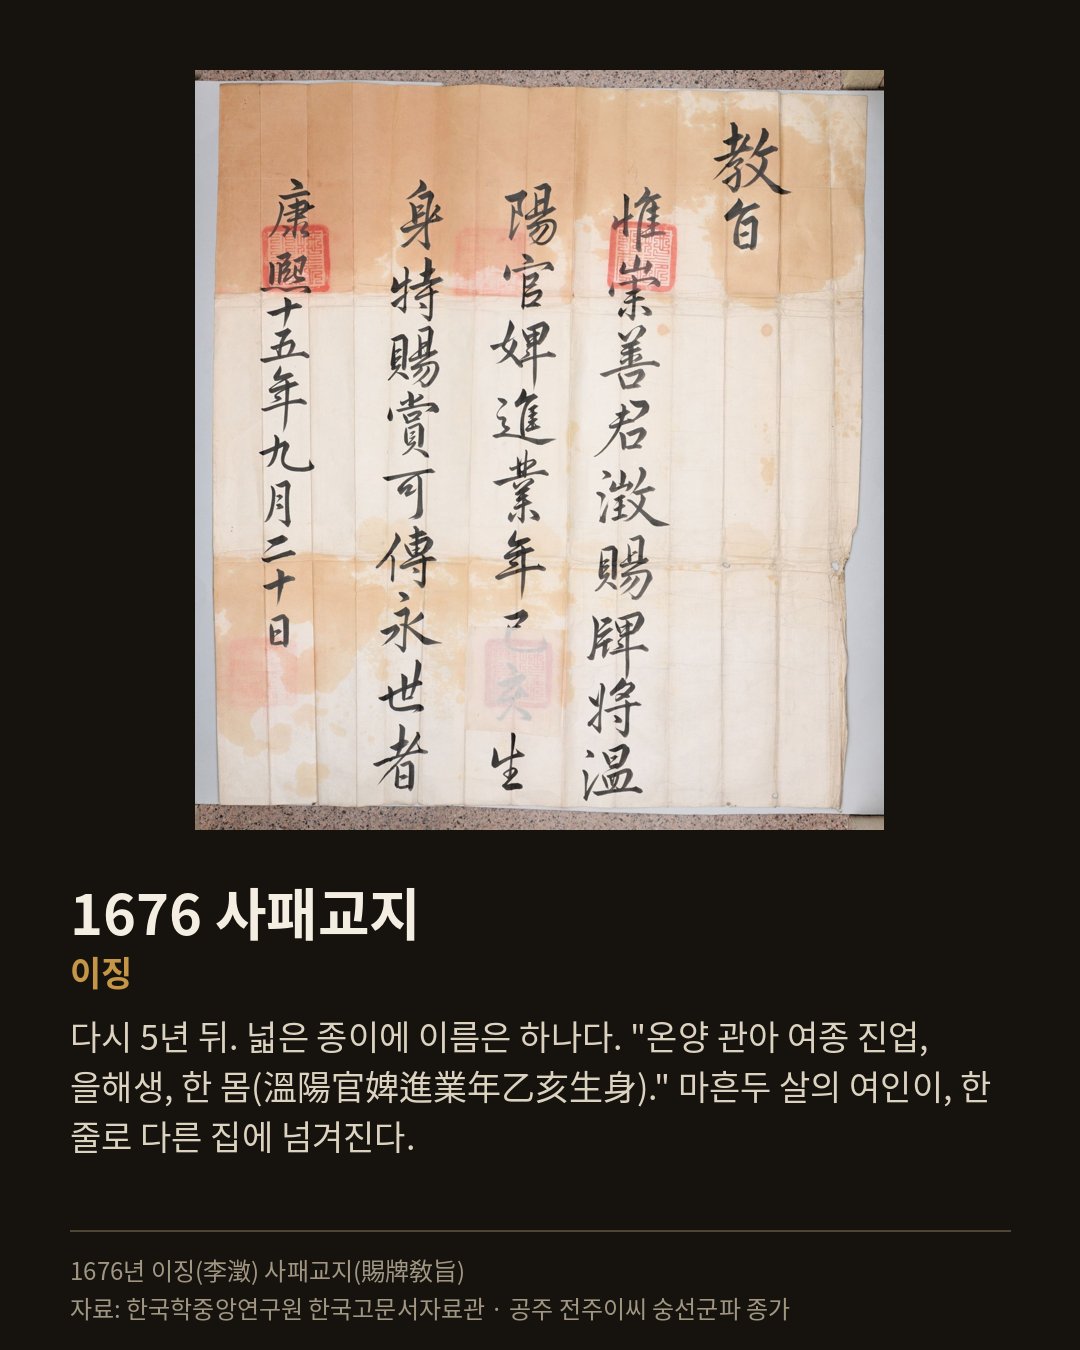 教旨
惟崇善君澂賜牌將溫
陽官婢進業年己亥生
身特賜賞可傳永世者
康熙十五年九月二十日
1676 사패교지
이징
다시 5년 뒤. 넓은 종이에 이름은 하나다. "온양 관아 여종 진업,
을해생, 한 몸(溫陽官婢進業年乙亥生身)." 마흔두 살의 여인이, 한
줄로 다른 집에 넘겨진다.
1676년 이징(李澂) 사패교지(賜牌敎旨)
자료: 한국학중앙연구원 한국고문서자료관 · 공주 전주이씨 숭선군파 종가